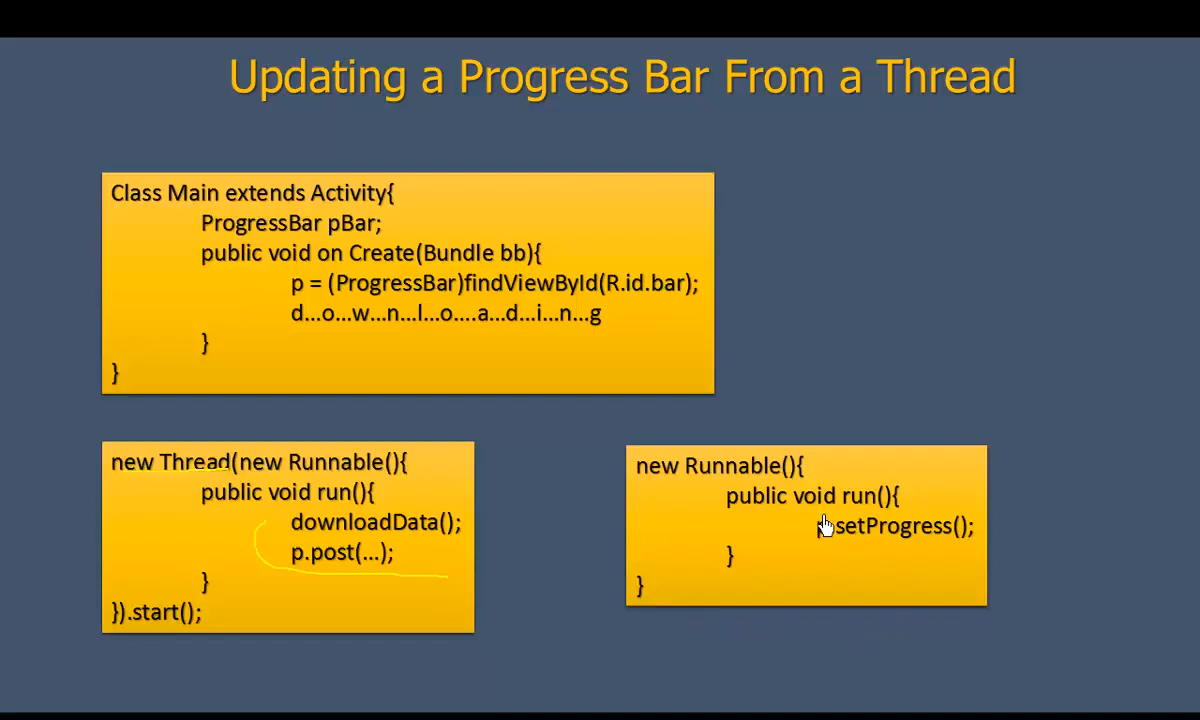 Updating a Progress Bar From a Thread
Class Main extends Activity{
ProgressBar pBar;
public void on Create(Bundle bb){
p = (ProgressBar)findViewById(R.id.bar);
d...o...w...n...l...o....a...d...i...n...g
}
}
new Thread(new Runnable(){
public void run(){
downloadData();
p.post(...);
}
}).start();
new Runnable(){
public void run(){
p.setProgress();
}
}